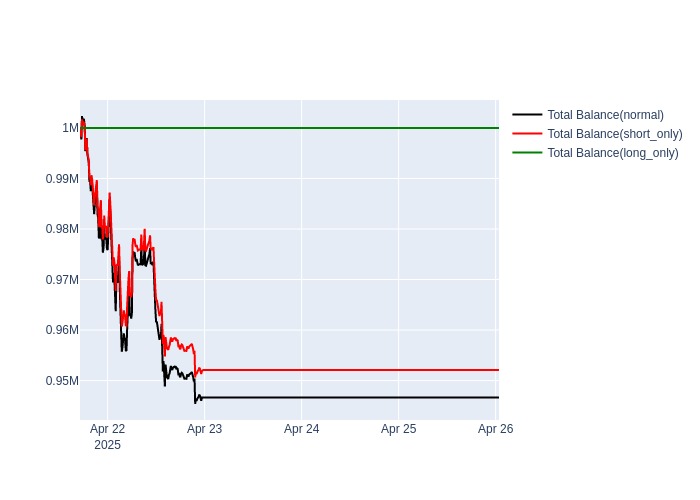 Total Balance(normal)
Total Balance(short_only)
Total Balance(long_only)
1M
0.99M
0.98M
0.97M
0.96M
0.95M
Apr 22
2025
Apr 23
Apr 24
Apr 25
Apr 26